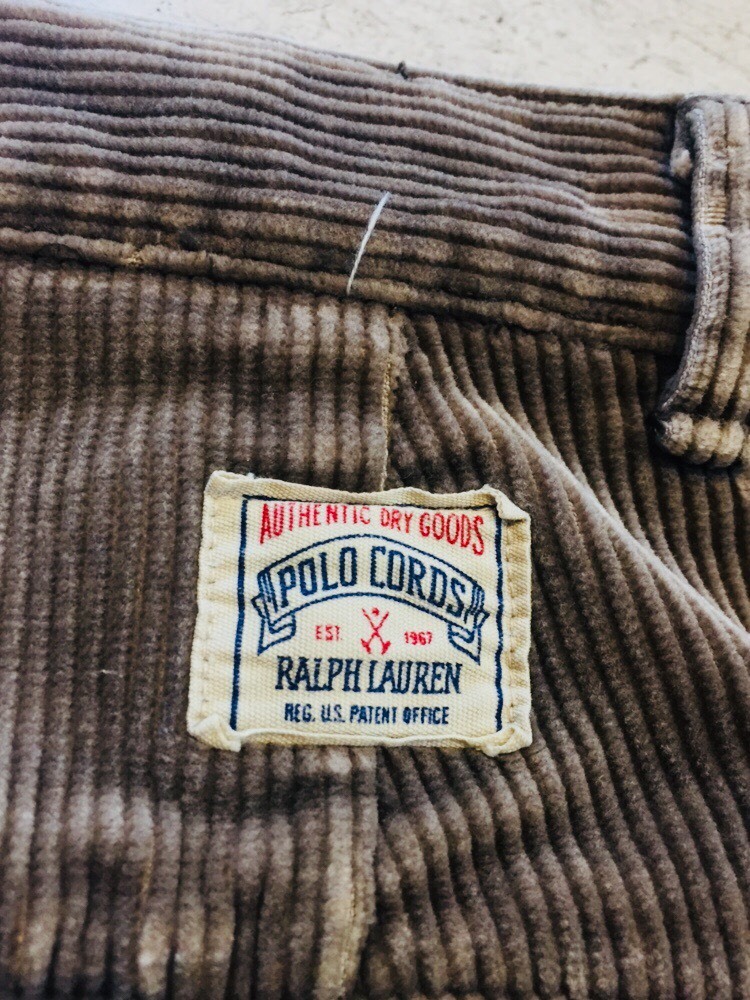 AUTHENTIC DRY GOODS
POLO CORDS
EST. 1967
RALPH LAUREN
REG. U.S. PATENT OFFICE